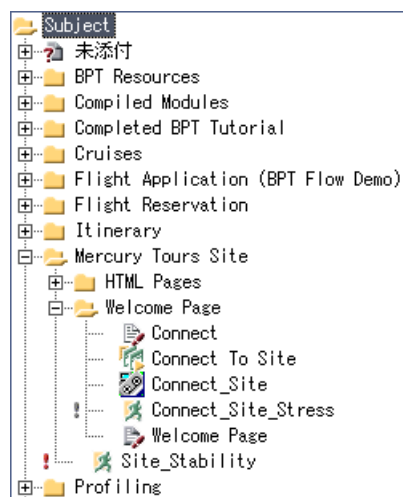 Subject
未添付
BPT Resources
Compiled Modules
Completed BPT Tutorial
Cruises
Flight Application (BPT Flow Demo)
Flight Reservation
Itinerary
Mercury Tours Site
HTML Pages
Welcome Page
Connect
Connect To Site
Connect_Site
Connect_Site_Stress
Welcome Page
Site_Stability
Profiling